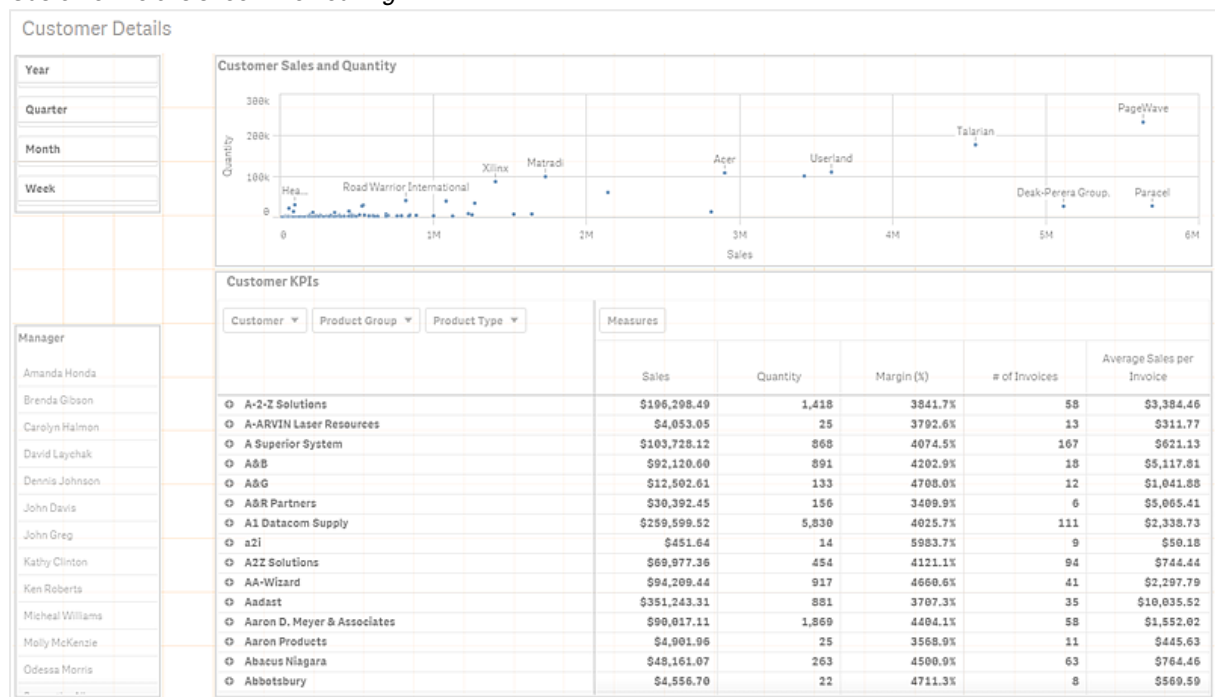 Customer Details
Year
Quarter
Month
Week
Customer Sales and Quantity
Quantity
300k
200k
100k
0
Hea...
Road Warrior International
Xilinx
Matradi
Acer
Userland
Talarian
PageWave
Deak-Perera Group.
Paracel
0 1M 2M 3M 4M 5M 6M
Sales
Manager
Amanda Honda
Brenda Gibson
Carolyn Halmon
David Laychak
Dennis Johnson
John Davis
John Greg
Kathy Clinton
Ken Roberts
Micheal Williams
Molly McKenzie
Odessa Morris
Customer KPIs
Customer Product Group Product Type Measures
Sales Quantity Margin (%) # of Invoices Average Sales per
Invoice
A-2-Z Solutions $196,298.49 1,418 3841.7% 58 $3,384.46
A-ARVIN Laser Resources $4,053.05 25 3792.6% 13 $311.77
A Superior System $103,728.12 868 4074.5% 167 $621.13
A&B $92,120.60 891 4202.9% 18 $5,117.81
A&G $12,502.61 133 4708.0% 12 $1,041.88
A&R Partners $30,392.45 156 3409.9% 6 $5,065.41
A1 Datacom Supply $259,599.52 5,830 4025.7% 111 $2,338.73
a2i $451.64 14 5983.7% 9 $50.18
A2Z Solutions $69,977.36 454 4121.1% 94 $744.44
AA-Wizard $94,209.44 917 4660.6% 41 $2,297.79
Aadast $351,243.31 881 3707.3% 35 $10,035.52
Aaron D. Meyer & Associates $90,017.11 1,869 4404.1% 58 $1,552.02
Aaron Products $4,901.96 25 3568.9% 11 $445.63
Abacus Niagara $48,161.07 263 4500.9% 63 $764.46
Abbotsbury $4,556.70 22 4711.3% 8 $569.59